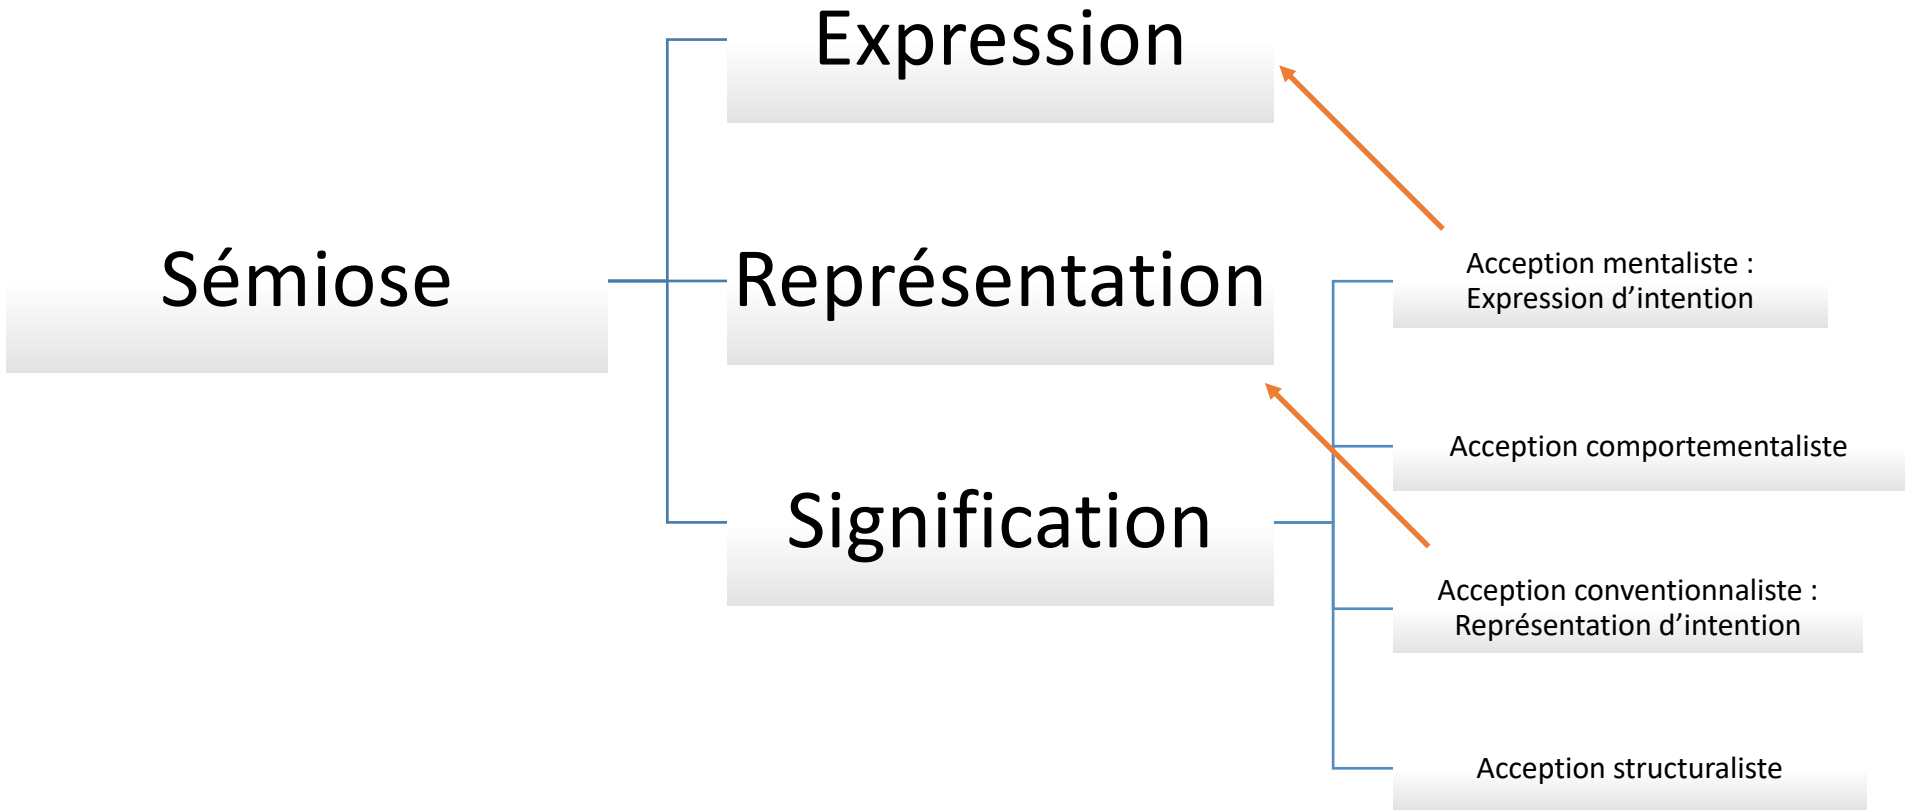 Expression
Sémiose
Représentation
Signification
Acception mentaliste :
Expression d’intention
Acception comportementaliste
Acception conventionnaliste :
Représentation d’intention
Acception structuraliste